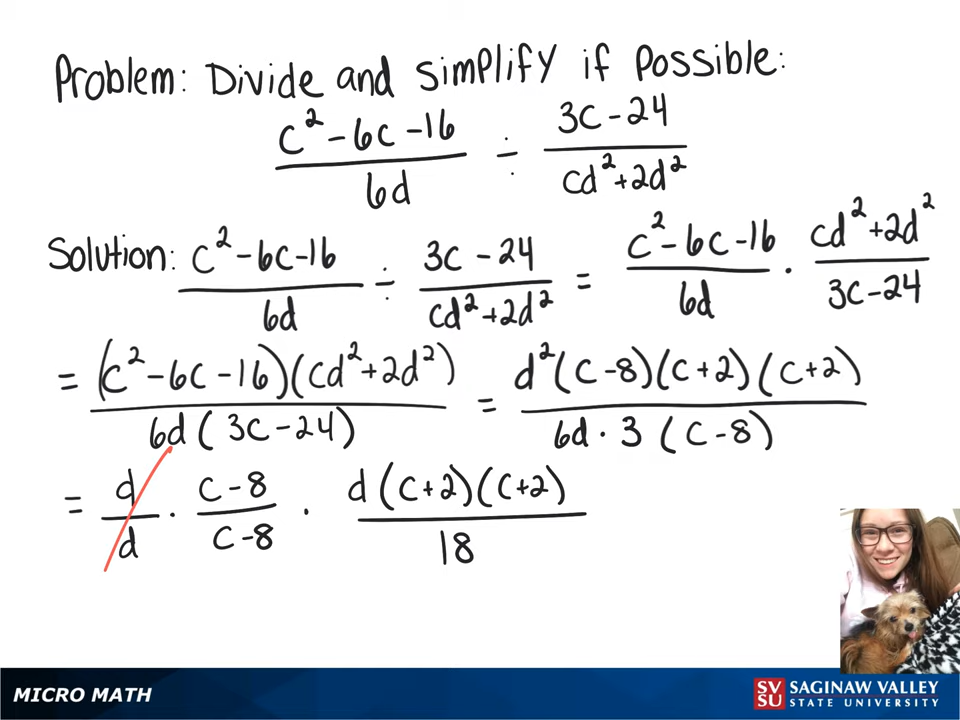 Problem: Divide and simplify if possible:
(c² - 6c - 16)/(6d) ÷ (3c - 24)/(cd² + 2d²)
Solution: (c² - 6c - 16)/(6d) ÷ (3c - 24)/(cd² + 2d²) = (c² - 6c - 16)/(6d) · (cd² + 2d²)/(3c - 24)
= ((c² - 6c - 16)(cd² + 2d²))/(6d(3c - 24)) = (d²(c - 8)(c + 2)(c + 2))/(6d · 3(c - 8))
= d/d · (c - 8)/(c - 8) · (d(c + 2)(c + 2))/18
MICRO MATH
SVSU SAGINAW VALLEY
STATE UNIVERSITY